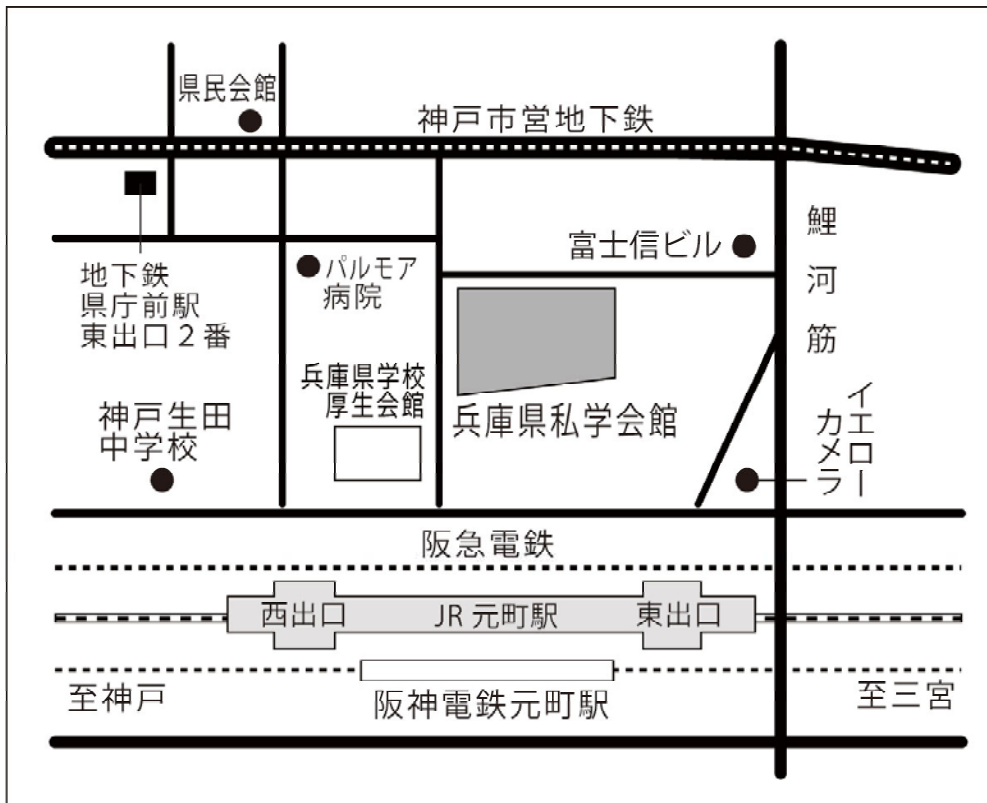 県民会館
神戸市営地下鉄
鯉河筋
富士信ビル
パルモア
病院
地下鉄
県庁前駅
東出口２番
兵庫県学校
厚生会館
兵庫県私学会館
神戸生田
中学校
イエロー
カメラ
阪急電鉄
西出口
JR 元町駅
東出口
至神戸
阪神電鉄元町駅
至三宮